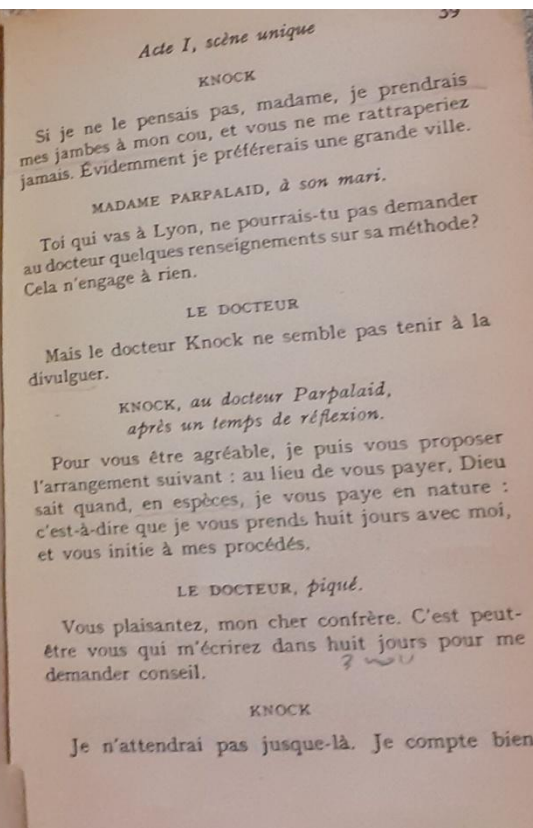 39
Acte I, scène unique
KNOCK
Si je ne le pensais pas, madame, je prendrais
mes jambes à mon cou, et vous ne me rattraperiez
jamais. Évidemment je préférerais une grande ville.
MADAME PARPALAID, à son mari.
Toi qui vas à Lyon, ne pourrais-tu pas demander
au docteur quelques renseignements sur sa méthode?
Cela n'engage à rien.
LE DOCTEUR
Mais le docteur Knock ne semble pas tenir à la
divulguer.
KNOCK, au docteur Parpalaid,
après un temps de réflexion.
Pour vous être agréable, je puis vous proposer
l'arrangement suivant : au lieu de vous payer, Dieu
sait quand, en espèces, je vous paye en nature :
c'est-à-dire que je vous prends huit jours avec moi,
et vous initie à mes procédés.
LE DOCTEUR, piqué.
Vous plaisantez, mon cher confrère. C'est peut-
être vous qui m'écrirez dans huit jours pour me
demander conseil.
KNOCK
Je n'attendrai pas jusque-là. Je compte bien